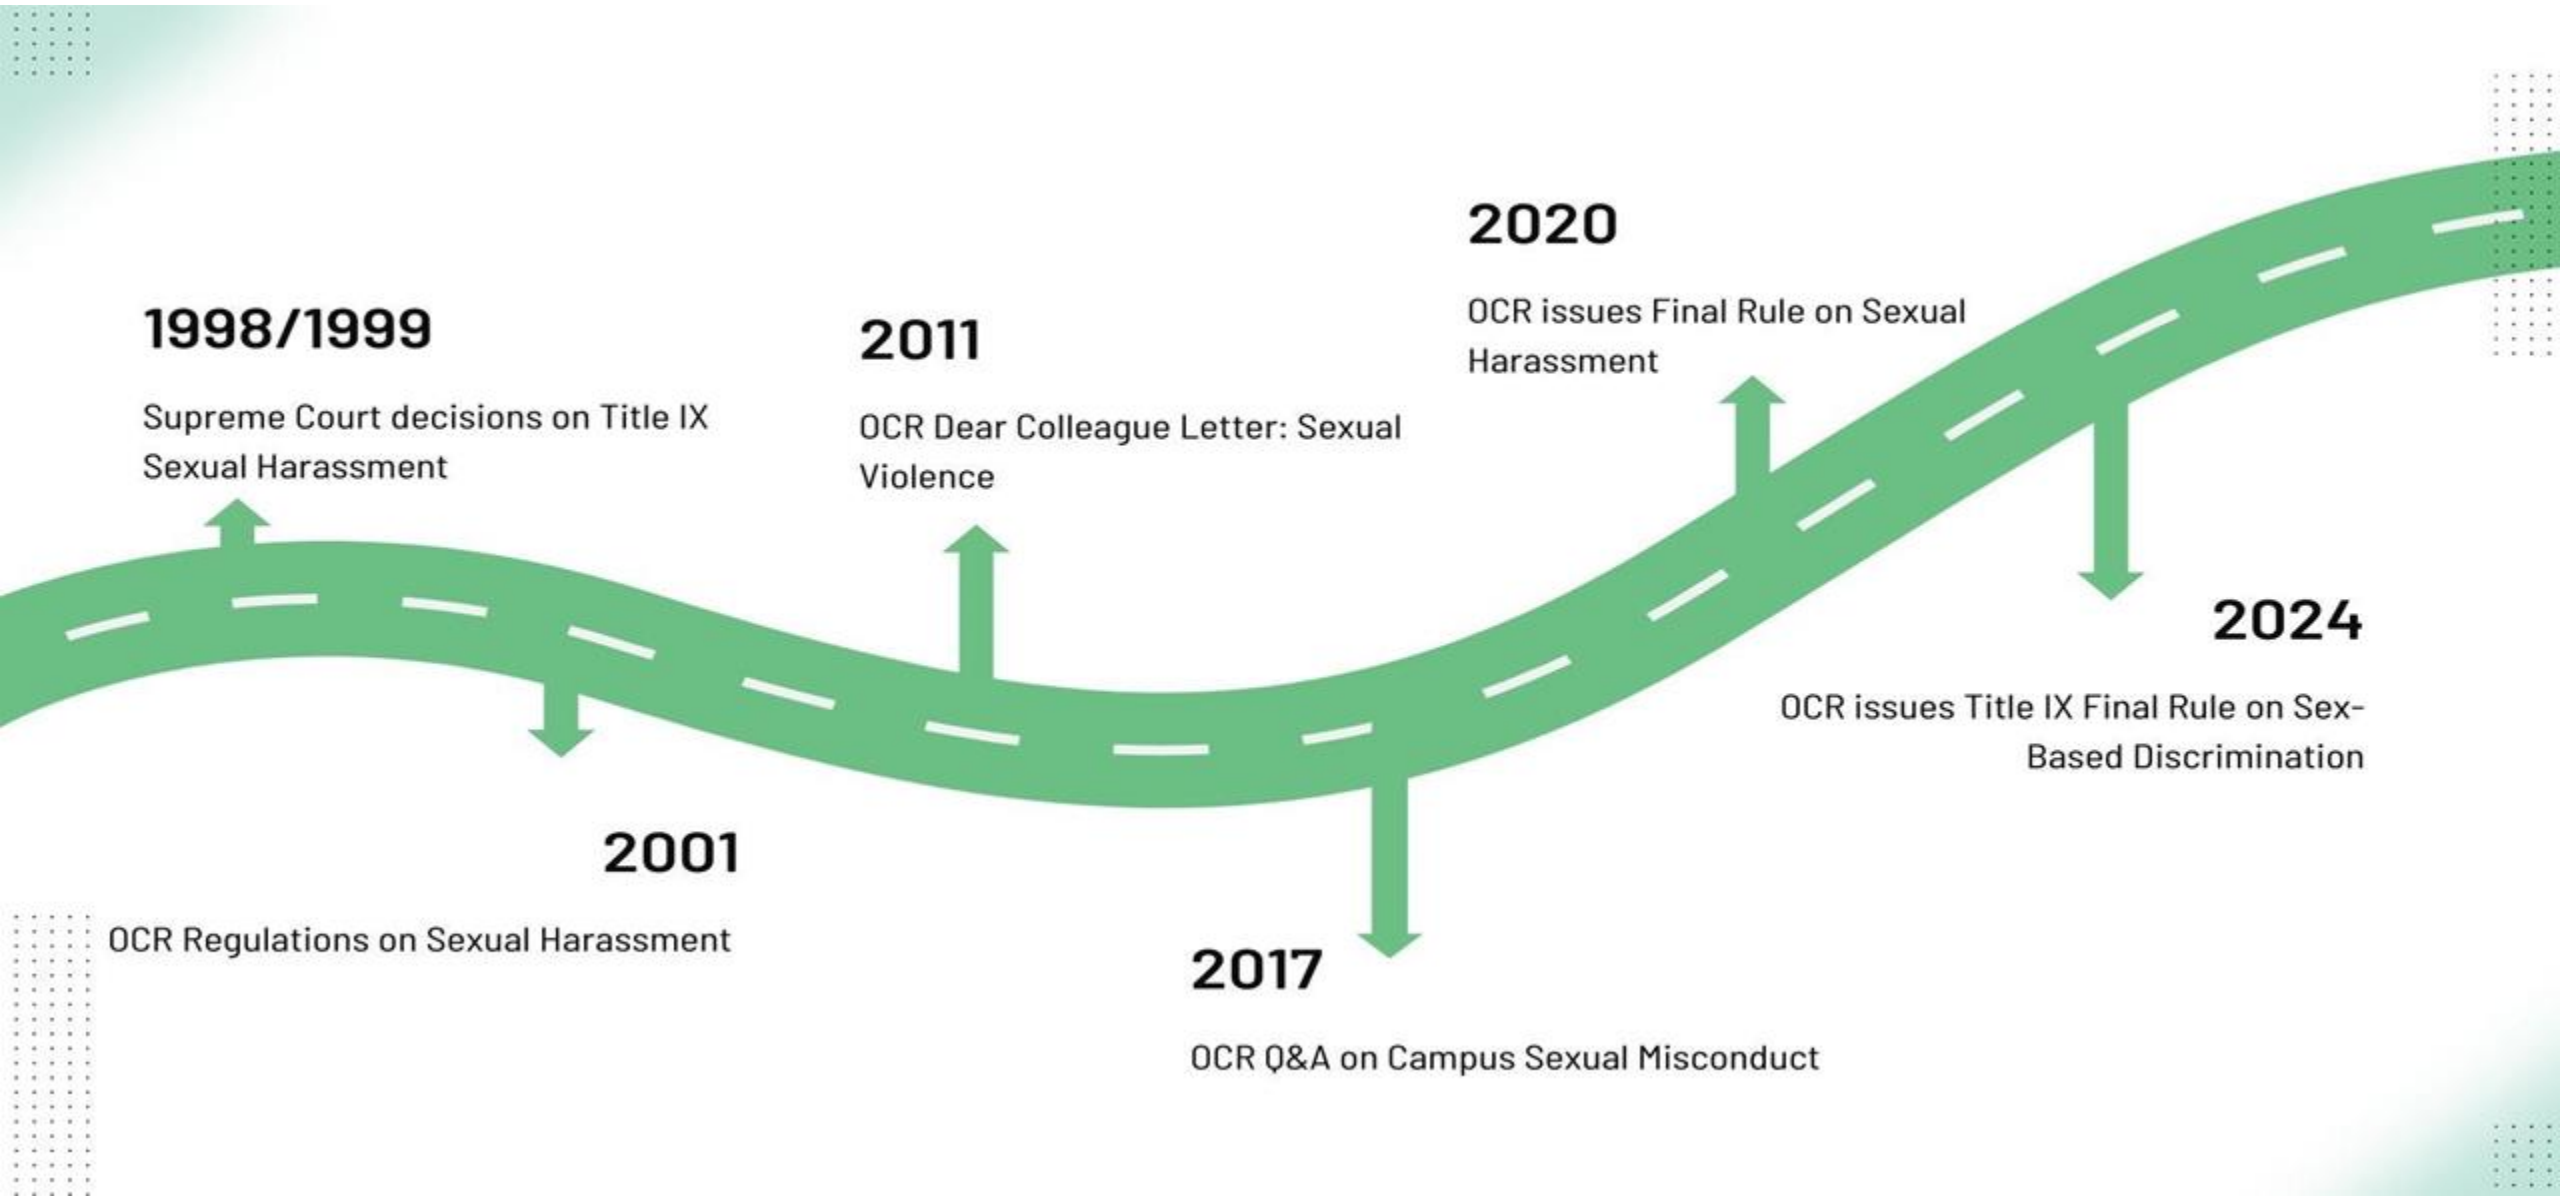 1998/1999
Supreme Court decisions on Title IX
Sexual Harassment
2001
OCR Regulations on Sexual Harassment
2011
OCR Dear Colleague Letter: Sexual
Violence
2017
OCR Q&A on Campus Sexual Misconduct
2020
OCR issues Final Rule on Sexual
Harassment
2024
OCR issues Title IX Final Rule on Sex-
Based Discrimination